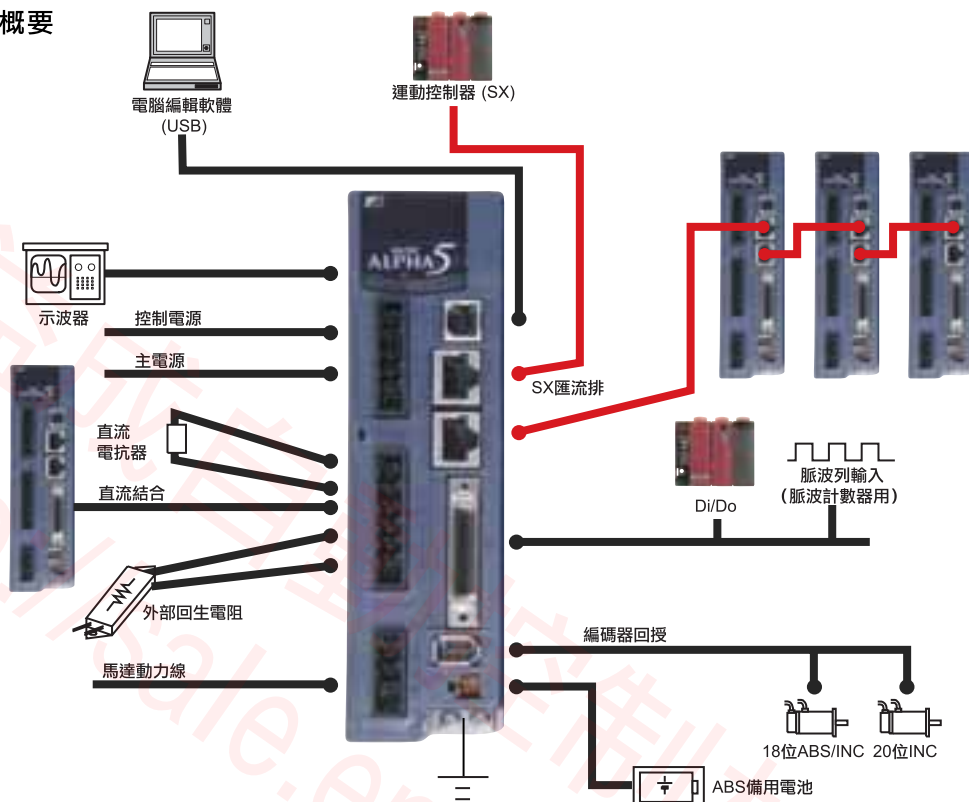 概要
電腦編輯軟體
(USB)
運動控制器 (SX)
ALPHA5
示波器
控制電源
主電源
SX匯流排
直流
電抗器
直流結合
Di/Do
脈波列輸入
(脈波計數器用)
外部回生電阻
編碼器回授
馬達動力線
18位ABS/INC
20位INC
ABS備用電池